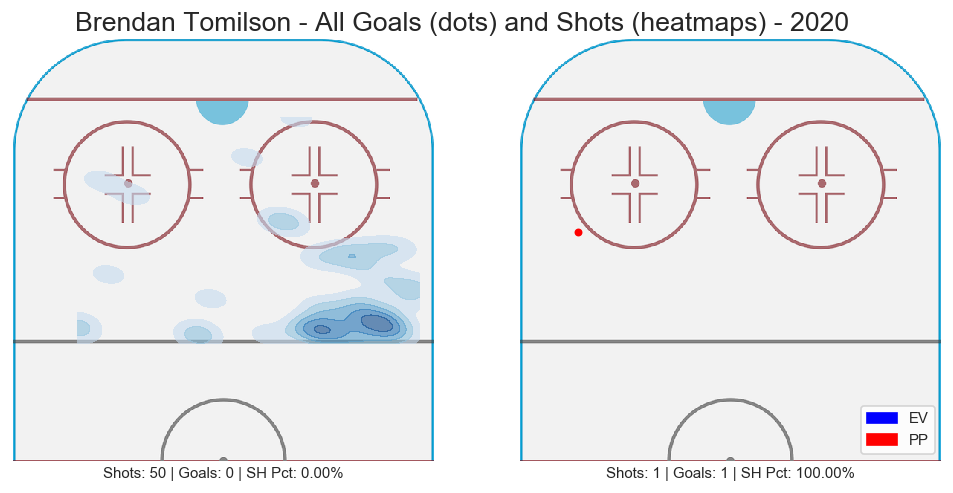 Brendan Tomilson - All Goals (dots) and Shots (heatmaps) - 2020
EV
PP
Shots: 50 | Goals: 0 | SH Pct: 0.00%
Shots: 1 | Goals: 1 | SH Pct: 100.00%